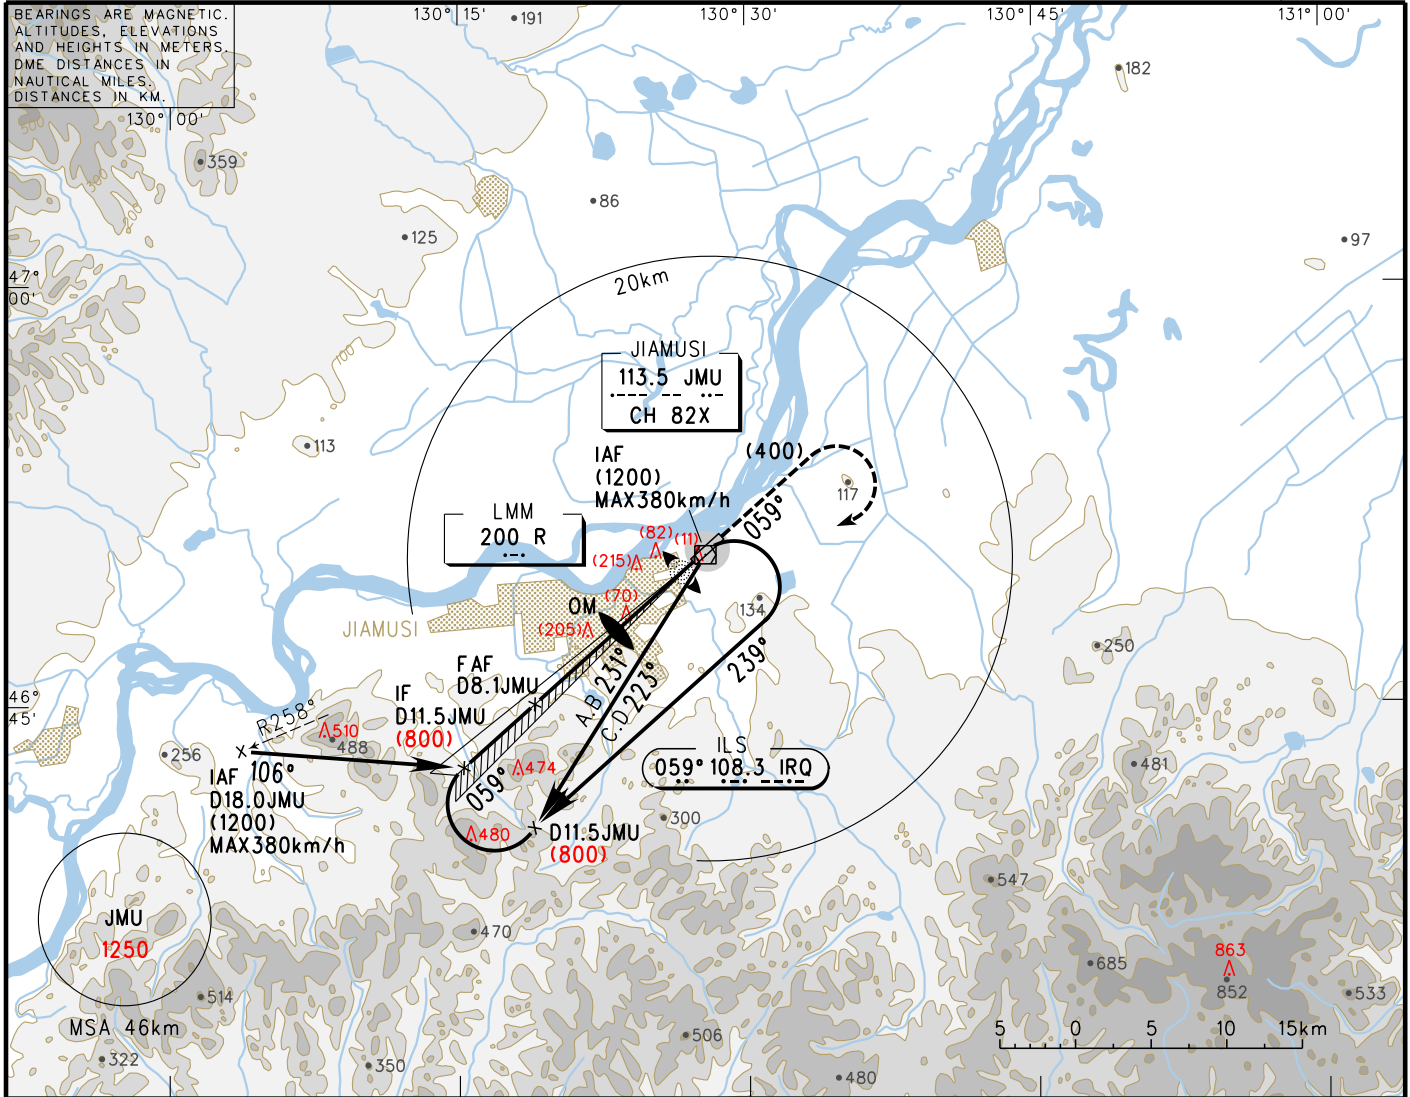 BEARINGS ARE MAGNETIC.
ALTITUDES, ELEVATIONS
AND HEIGHTS IN METERS.
DME DISTANCES IN
NAUTICAL MILES.
DISTANCES IN KM.
130° 00'
130° 15'
130° 30'
130° 45'
131° 00'
191
182
359
300
200
100
86
125
97
47°
00'
20km
JIAMUSI
113.5 JMU
CH 82X
113
IAF
(1200)
MAX380km/h
(400)
117
059°
LMM
200 R
(82)
(11)
(215)
(70)
134
OM
(205)
JIAMUSI
250
239°
FAF
D8.1JMU
A.B 231°
C.D 223°
46°
45'
IF
D11.5JMU
(800)
R258°
510
488
256
106°
IAF
D18.0JMU
(1200)
MAX380km/h
059°
474
ILS
059° 108.3 IRQ
481
480
D11.5JMU
(800)
300
547
JMU
1250
MSA 46km
470
514
685
863
852
533
322
350
506
480
5 0 5 10 15km